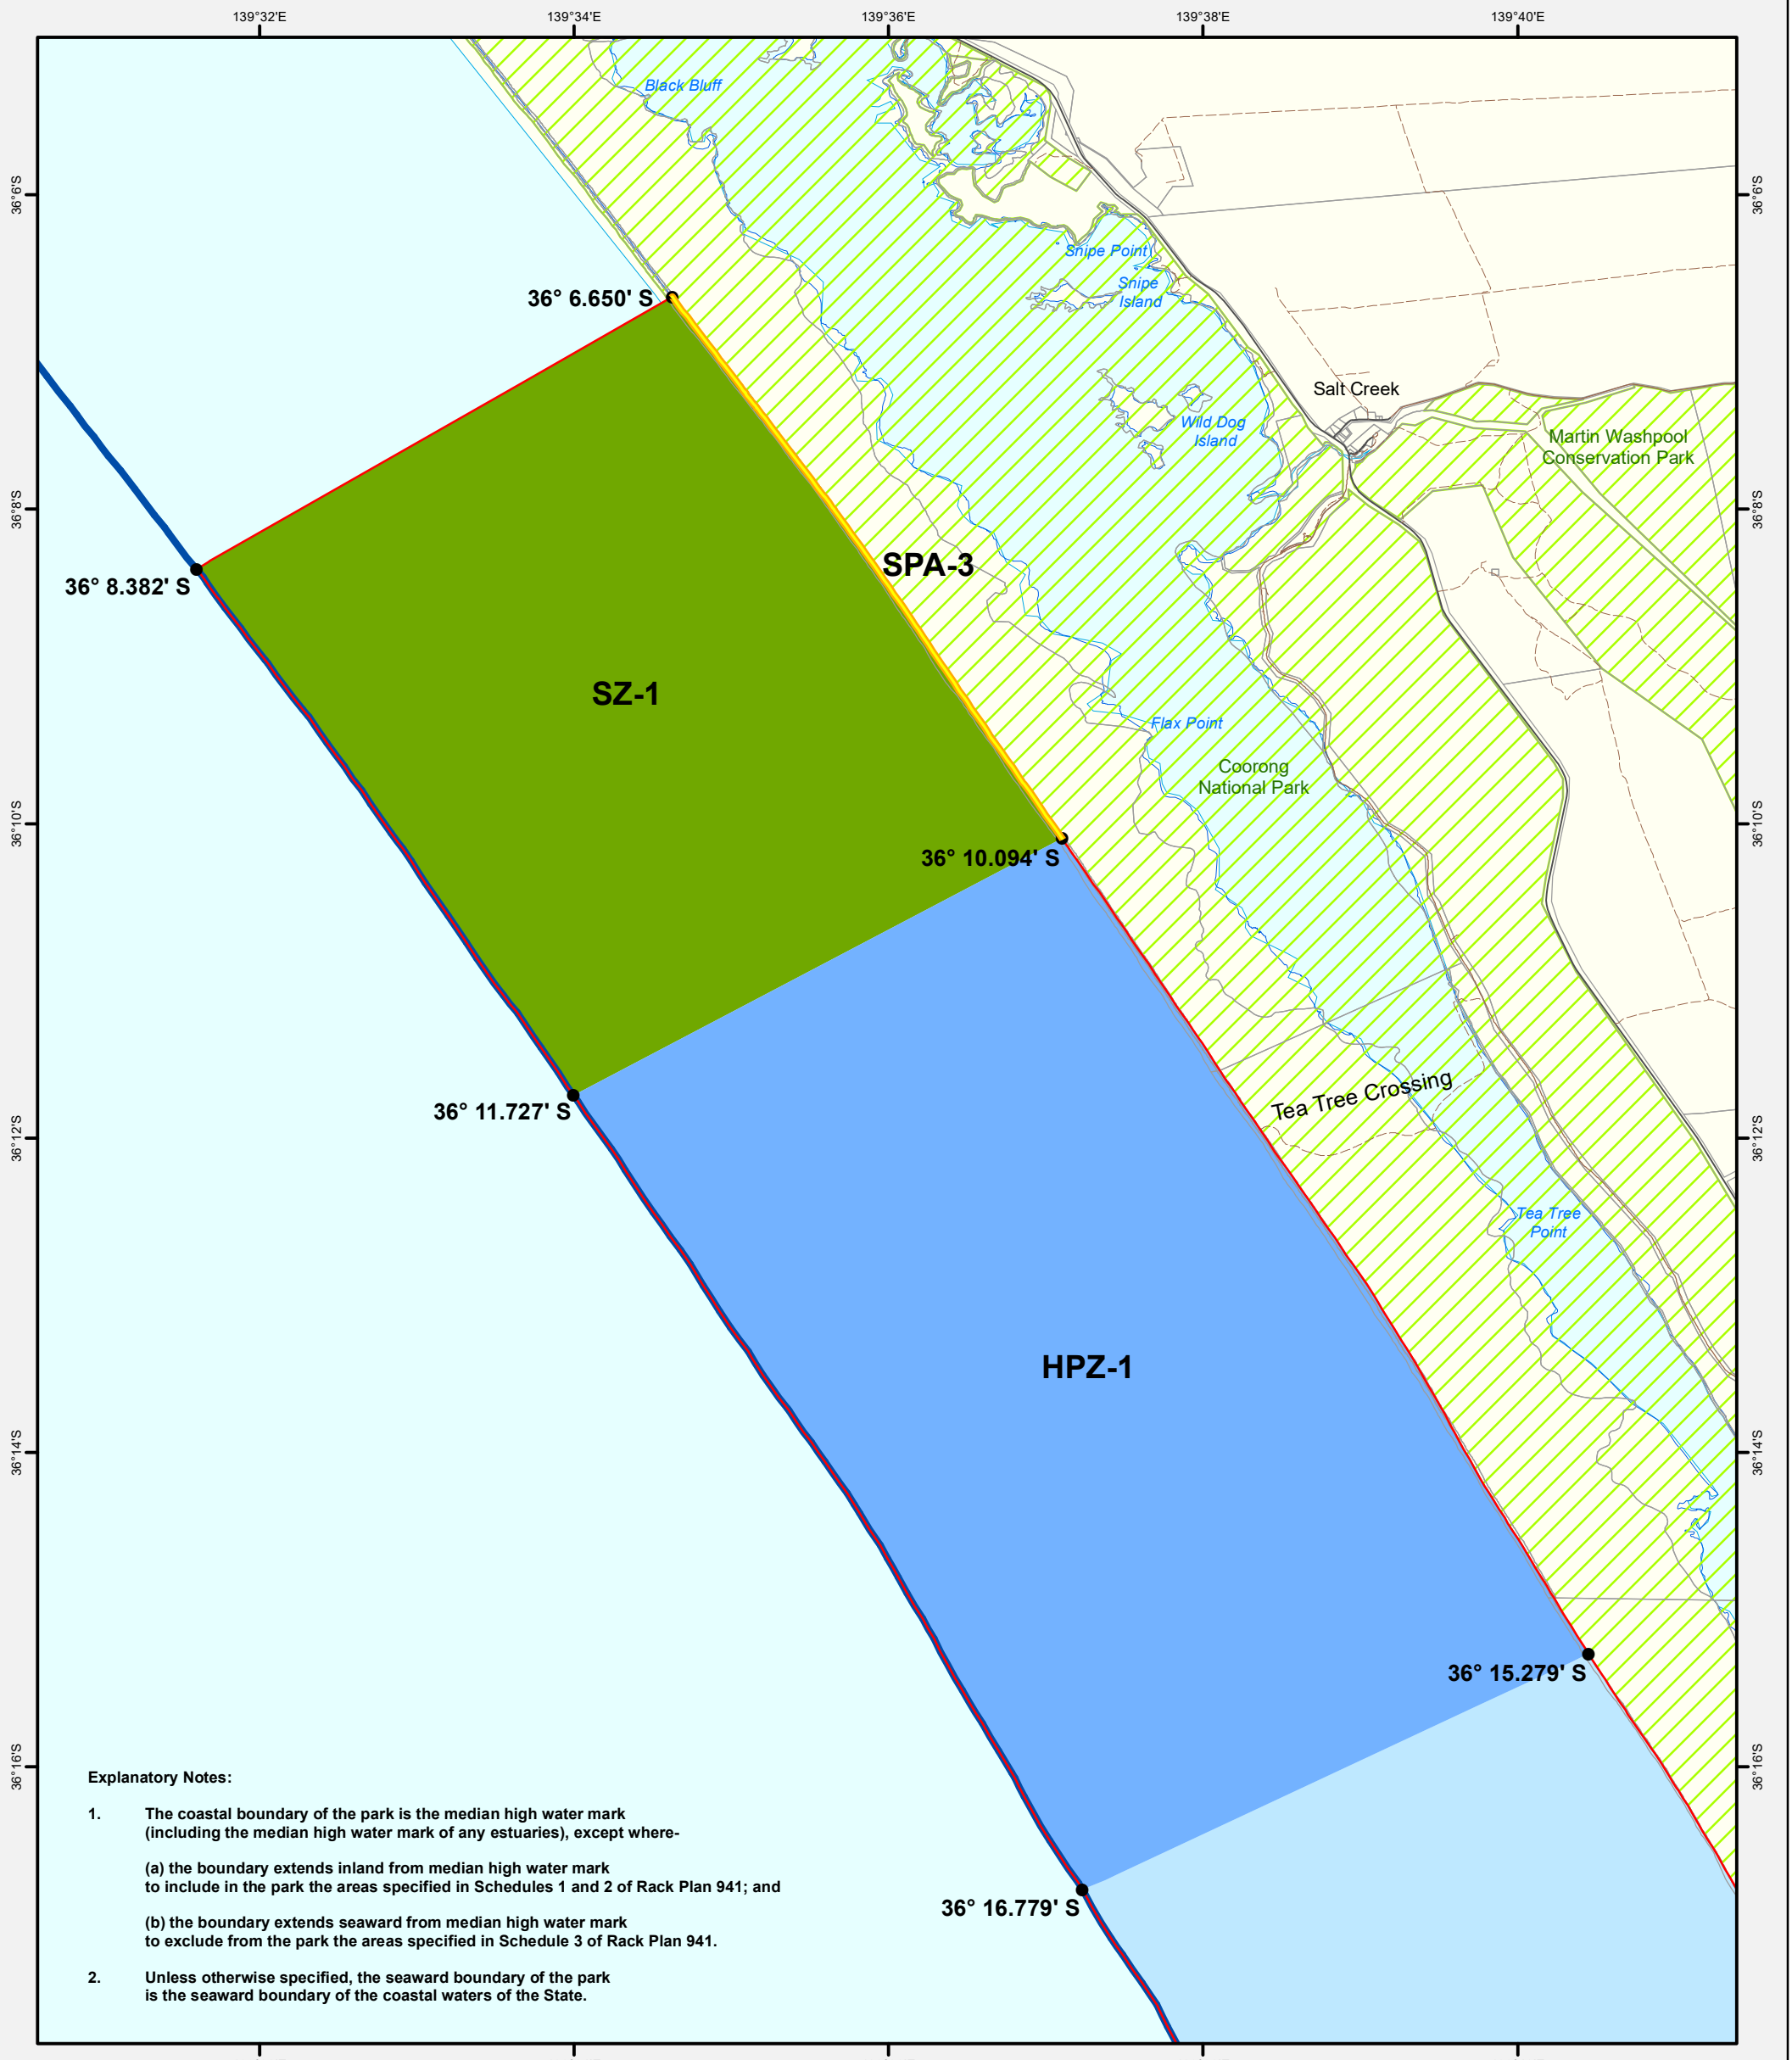 139°32'E
139°34'E
139°36'E
139°38'E
139°40'E
Black Bluff
36°6'S
36°6'S
Snipe Point
Snipe
Island
36° 6.650' S
Salt Creek
Wild Dog
Island
Martin Washpool
Conservation Park
36°8'S
36°8'S
SPA-3
36° 8.382' S
SZ-1
Flax Point
Coorong
National Park
36°10'S
36°10'S
36° 10.094' S
Tea Tree Crossing
36° 11.727' S
36°12'S
36°12'S
Tea Tree
Point
HPZ-1
36°14'S
36°14'S
36° 15.279' S
36°16'S
36°16'S
Explanatory Notes:
1. The coastal boundary of the park is the median high water mark
(including the median high water mark of any estuaries), except where-
(a) the boundary extends inland from median high water mark
to include in the park the areas specified in Schedules 1 and 2 of Rack Plan 941; and
36° 16.779' S
(b) the boundary extends seaward from median high water mark
to exclude from the park the areas specified in Schedule 3 of Rack Plan 941.
2. Unless otherwise specified, the seaward boundary of the park
is the seaward boundary of the coastal waters of the State.